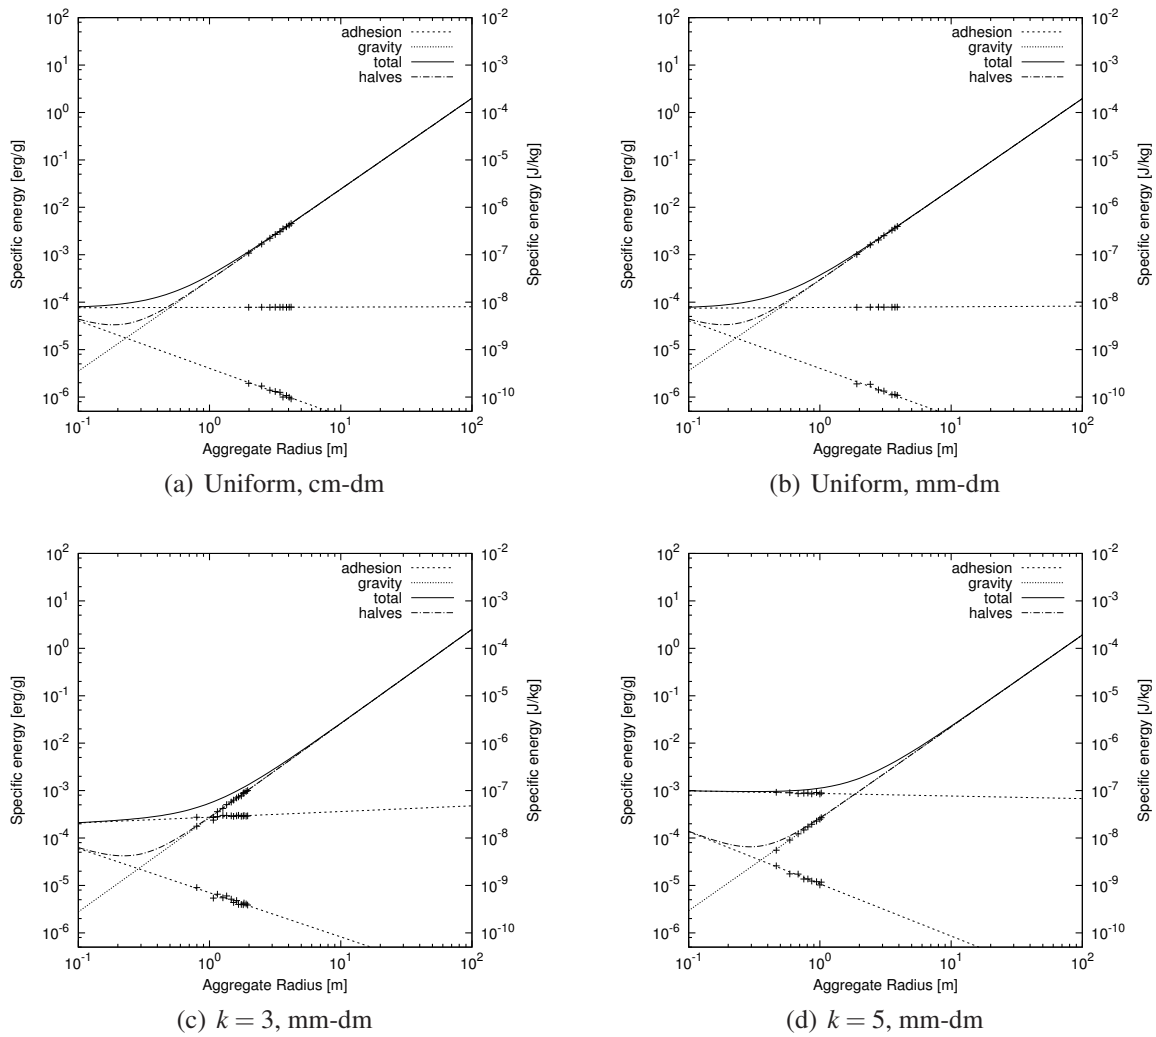 10^2
10^1
10^0
10^-1
10^-2
10^-3
10^-4
10^-5
10^-6
Specific energy [erg/g]
adhesion
gravity
total
halves
10^-2
10^-3
10^-4
10^-5
10^-6
10^-7
10^-8
10^-9
10^-10
Specific energy [J/kg]
10^-1 10^0 10^1 10^2
Aggregate Radius [m]
(a) Uniform, cm-dm
10^2
10^1
10^0
10^-1
10^-2
10^-3
10^-4
10^-5
10^-6
Specific energy [erg/g]
adhesion
gravity
total
halves
10^-2
10^-3
10^-4
10^-5
10^-6
10^-7
10^-8
10^-9
10^-10
Specific energy [J/kg]
10^-1 10^0 10^1 10^2
Aggregate Radius [m]
(b) Uniform, mm-dm
10^2
10^1
10^0
10^-1
10^-2
10^-3
10^-4
10^-5
10^-6
Specific energy [erg/g]
adhesion
gravity
total
halves
10^-2
10^-3
10^-4
10^-5
10^-6
10^-7
10^-8
10^-9
10^-10
Specific energy [J/kg]
10^-1 10^0 10^1 10^2
Aggregate Radius [m]
(c) k = 3, mm-dm
10^2
10^1
10^0
10^-1
10^-2
10^-3
10^-4
10^-5
10^-6
Specific energy [erg/g]
adhesion
gravity
total
halves
10^-2
10^-3
10^-4
10^-5
10^-6
10^-7
10^-8
10^-9
10^-10
Specific energy [J/kg]
10^-1 10^0 10^1 10^2
Aggregate Radius [m]
(d) k = 5, mm-dm